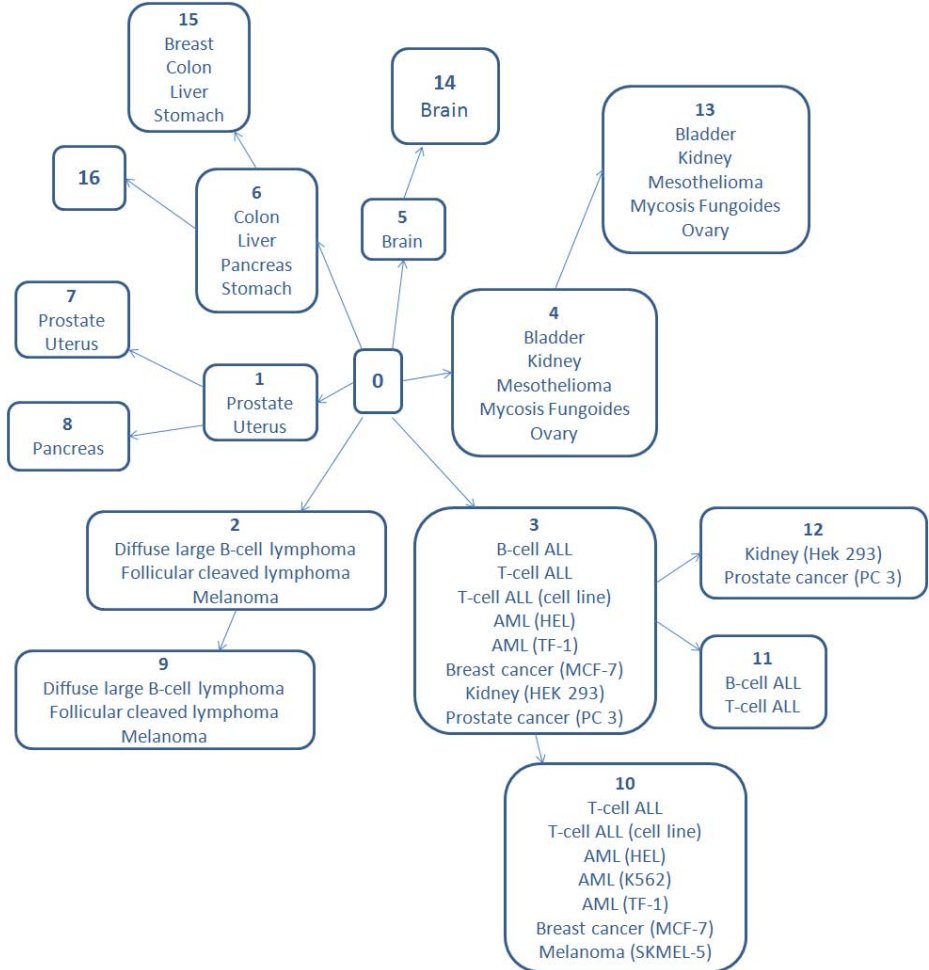 15
Breast
Colon
Liver
Stomach
14
Brain
13
Bladder
Kidney
Mesothelioma
Mycosis Fungoides
Ovary
16
6
Colon
Liver
Pancreas
Stomach
5
Brain
7
Prostate
Uterus
4
Bladder
Kidney
Mesothelioma
Mycosis Fungoides
Ovary
0
1
Prostate
Uterus
8
Pancreas
2
Diffuse large B-cell lymphoma
Follicular cleaved lymphoma
Melanoma
3
B-cell ALL
T-cell ALL
T-cell ALL (cell line)
AML (HEL)
AML (TF-1)
Breast cancer (MCF-7)
Kidney (HEK 293)
Prostate cancer (PC 3)
12
Kidney (Hek 293)
Prostate cancer (PC 3)
9
Diffuse large B-cell lymphoma
Follicular cleaved lymphoma
Melanoma
11
B-cell ALL
T-cell ALL
10
T-cell ALL
T-cell ALL (cell line)
AML (HEL)
AML (K562)
AML (TF-1)
Breast cancer (MCF-7)
Melanoma (SKMEL-5)